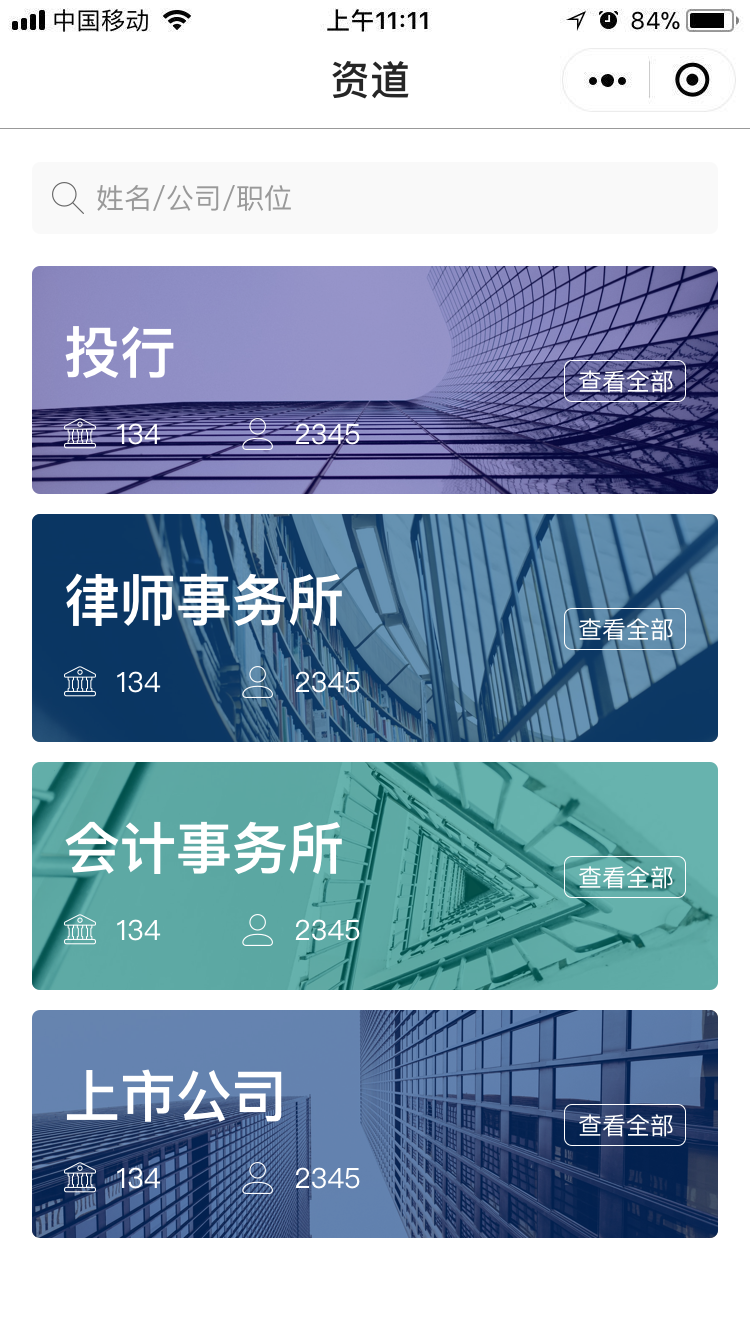 中国移动 上午11:11 84%
资道
姓名/公司/职位
投行
查看全部
134 2345
律师事务所
查看全部
134 2345
会计事务所
查看全部
134 2345
上市公司
查看全部
134 2345